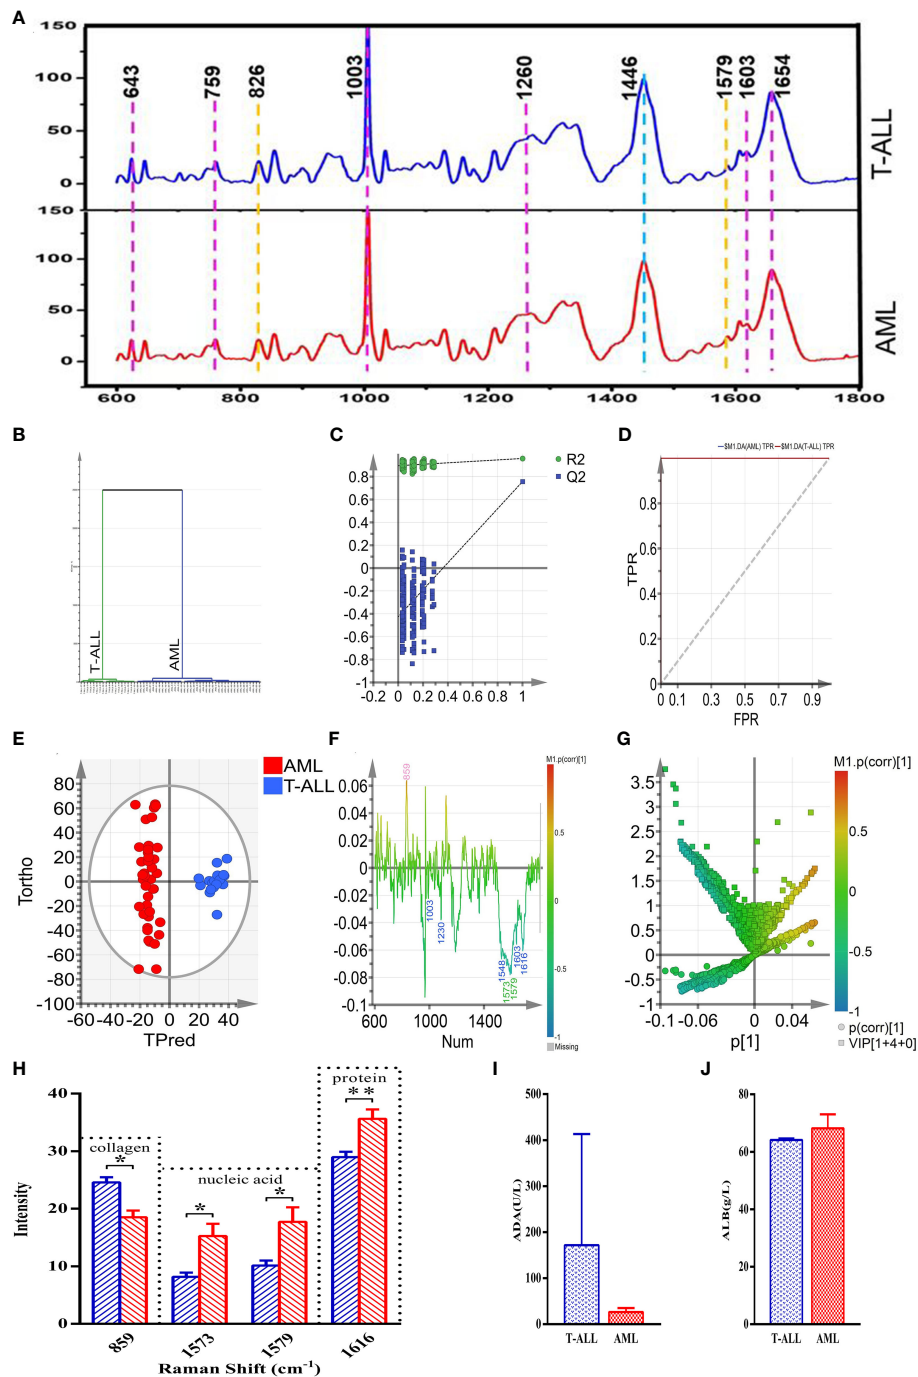 A
150
100
50
0
643
759
826
1003
1260
1446
1579
1603
1654
T-ALL
150
100
50
0
AML
600 800 1000 1200 1400 1600 1800
B
T-ALL
AML
C
R2
Q2
0.8
0.6
0.4
0.2
0
-0.2
-0.4
-0.6
-0.8
-1
-0.2 0 0.2 0.4 0.6 0.8 1
D
$M1.DA(AML) TPR $M1.DA(T-ALL) TPR
TPR
0.8
0.6
0.4
0.2
0
0 0.1 0.3 0.5 0.7 0.9
FPR
E
AML
T-ALL
Tortho
80
60
40
20
0
-20
-40
-60
-80
-100
-60 -40 -20 0 20 40
TPred
F
M1.p(corr)[1]
859
0.06
0.04
0.02
0
-0.02
-0.04
-0.06
-0.08
-0.1
1003
1230
1548
1573
1579
1603
1616
600 1000 1400
Num
0.5
0
-0.5
-1
Missing
G
M1.p(corr)[1]
3.5
3
2.5
2
1.5
1
0.5
0
-0.5
-1
-0.1 -0.06 0 0.04
p[1]
0.5
0
-0.5
-1
p(corr)[1]
VIP[1+4+0]
H
Intensity
40
30
20
10
0
collagen
*
nucleic acid
*
*
protein
**
859 1573 1579 1616
Raman Shift (cm⁻¹)
I
ADA(U/L)
500
400
300
200
100
0
T-ALL AML
J
ALB(g/L)
80
60
40
20
0
T-ALL AML